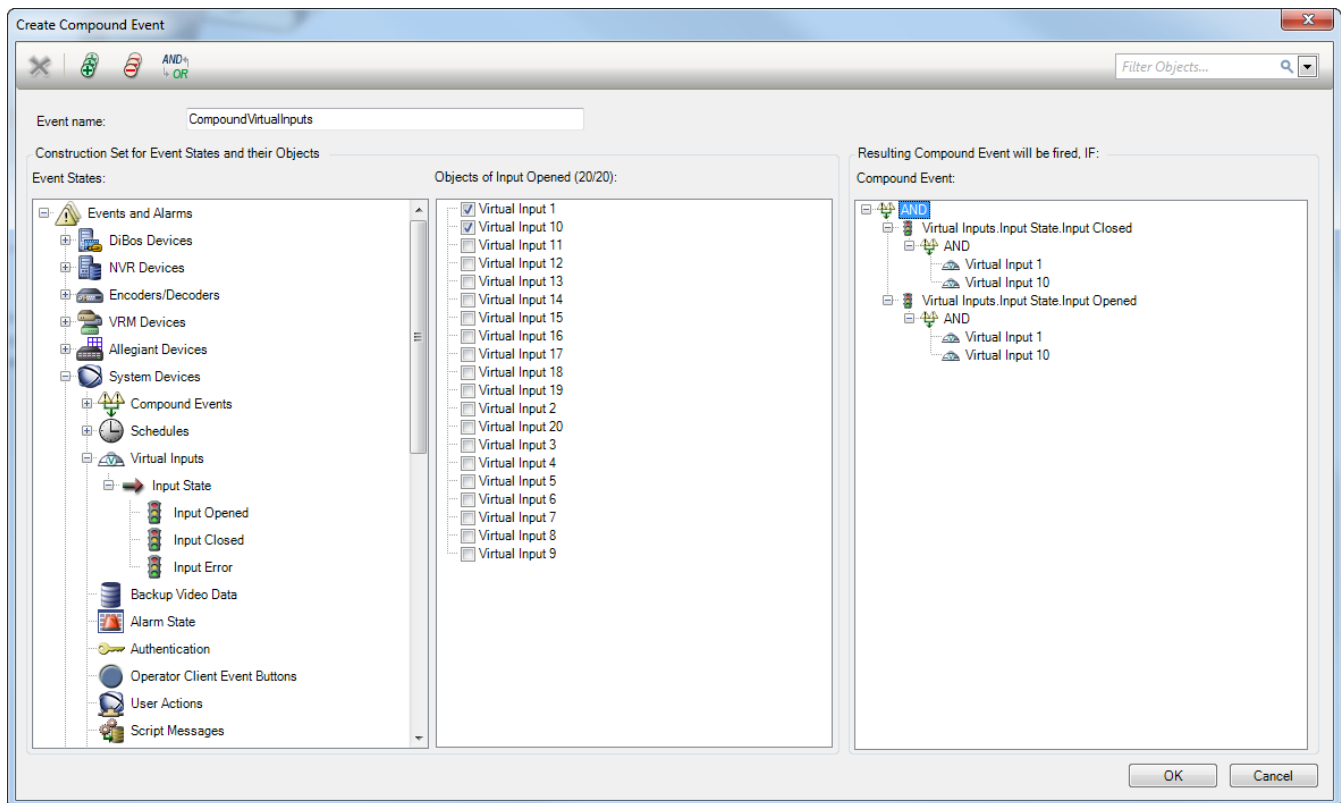 Create Compound Event
AND
OR
Filter Objects...
Event name:
CompoundVirtualInputs
Construction Set for Event States and their Objects
Event States:
Events and Alarms
DiBos Devices
NVR Devices
Encoders/Decoders
VRM Devices
Allegiant Devices
System Devices
Compound Events
Schedules
Virtual Inputs
Input State
Input Opened
Input Closed
Input Error
Backup Video Data
Alarm State
Authentication
Operator Client Event Buttons
User Actions
Script Messages
Objects of Input Opened (20/20):
Virtual Input 1
Virtual Input 10
Virtual Input 11
Virtual Input 12
Virtual Input 13
Virtual Input 14
Virtual Input 15
Virtual Input 16
Virtual Input 17
Virtual Input 18
Virtual Input 19
Virtual Input 2
Virtual Input 20
Virtual Input 3
Virtual Input 4
Virtual Input 5
Virtual Input 6
Virtual Input 7
Virtual Input 8
Virtual Input 9
Resulting Compound Event will be fired, IF:
Compound Event:
AND
Virtual Inputs.Input State.Input Closed
AND
Virtual Input 1
Virtual Input 10
Virtual Inputs.Input State.Input Opened
AND
Virtual Input 1
Virtual Input 10
OK
Cancel